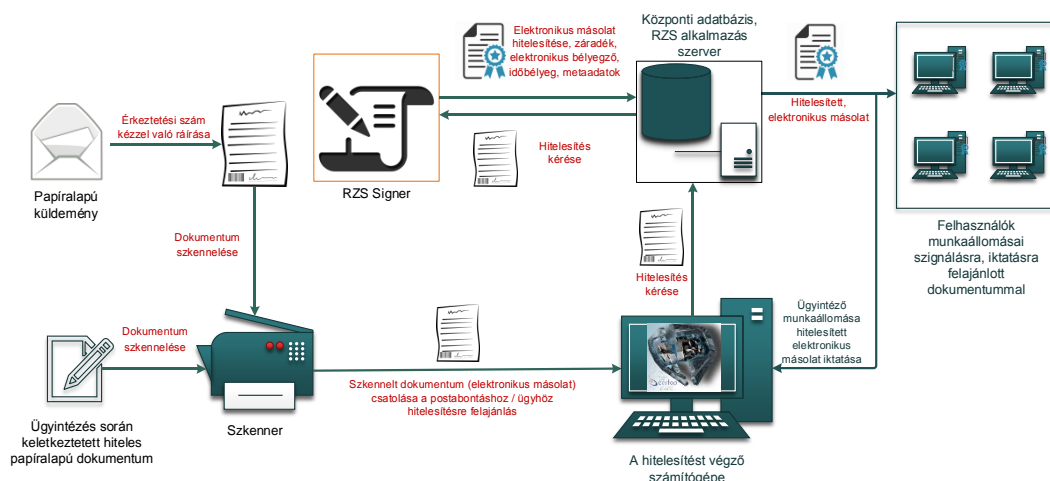 Elektronikus másolat
hitelesítése, záradék,
elektronikus bélyegző,
időbélyeg, metaadatok
Központi adatbázis,
RZS alkalmazás
szerver
Érkeztetési szám
kézzel való ráírása
Hitelesített,
elektronikus másolat
Hitelesítés
kérése
Papíralapú
küldemény
RZS Signer
Felhasználók
munkaállomásai
szignálásra, iktatásra
felajánlott
dokumentummal
Dokumentum
szkennelése
Hitelesítés
kérése
Ügyintéző
munkaállomása
hitelesített
elektronikus
másolat iktatása
Dokumentum
szkennelése
Szkennelt dokumentum (elektronikus másolat)
csatolása a postabontáshoz / ügyhöz
hitelesítésre felajánlás
Szkenner
Ügyintézés során
keletkeztetett hiteles
papíralapú dokumentum
A hitelesítést végző
számítógépe